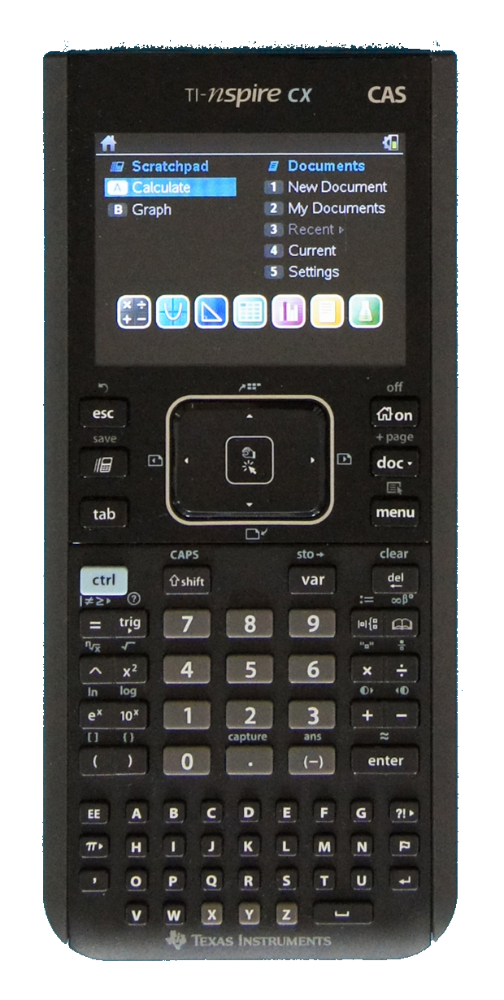 TI-nspire CX CAS
Scratchpad Documents
A Calculate 1 New Document
B Graph 2 My Documents
3 Recent ▹
4 Current
5 Settings
off
esc on
save + page
doc ▾
tab menu
CAPS sto → clear
ctrl ⇧shift var del ←
|≠≥▸ ? := ∞β°
= trig 7 8 9 |□|{
ⁿ√x √ "□"
^ x² 4 5 6 × ÷
ln log
eˣ 10ˣ 1 2 3 + −
[ ] { } capture ans ≈
( ) 0 . (−) enter
EE A B C D E F G ?!▸
π▸ H I J K L M N
, O P Q R S T U ↵
V W X Y Z
TEXAS INSTRUMENTS